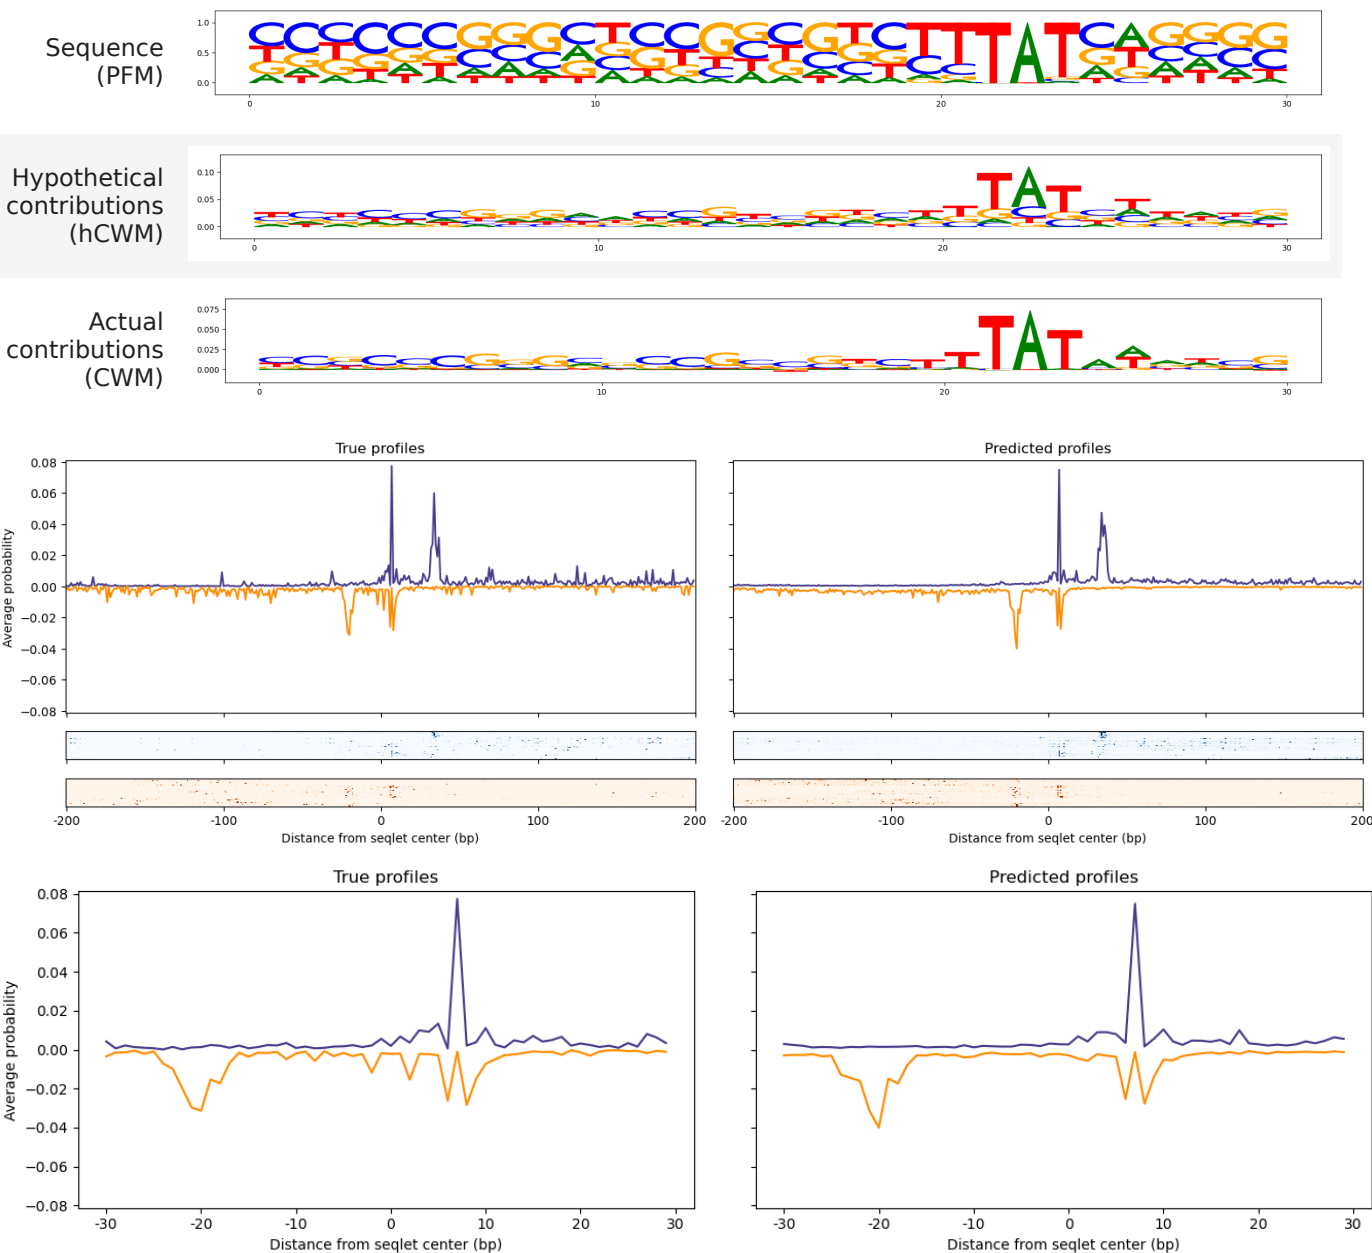 Sequence
(PFM)
1.0
0.5
0.0
0 10 20 30
Hypothetical
contributions
(hCWM)
0.10
0.05
0.00
0 10 20 30
Actual
contributions
(CWM)
0.075
0.050
0.025
0.000
0 10 20 30
True profiles Predicted profiles
Average probability
0.08
0.06
0.04
0.02
0.00
−0.02
−0.04
−0.06
−0.08
-200 -100 0 100 200
-200 -100 0 100 200
Distance from seqlet center (bp) Distance from seqlet center (bp)
True profiles Predicted profiles
Average probability
0.08
0.06
0.04
0.02
0.00
−0.02
−0.04
−0.06
−0.08
-30 -20 -10 0 10 20 30
-30 -20 -10 0 10 20 30
Distance from seqlet center (bp) Distance from seqlet center (bp)